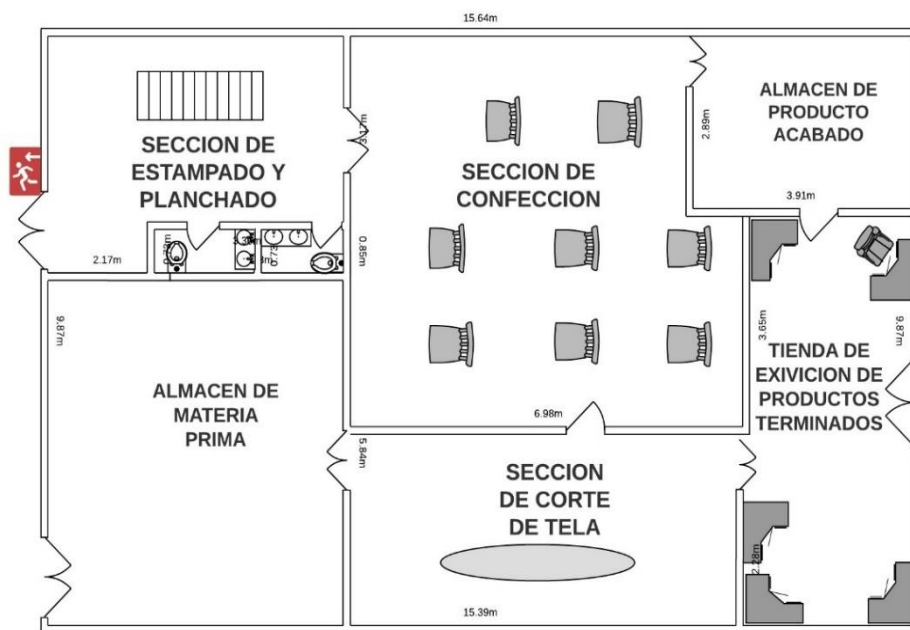 15.64m
ALMACEN DE
PRODUCTO
ACABADO
2.89m
SECCION DE
ESTAMPADO Y
PLANCHADO
SECCION DE
CONFECCION
3.91m
2.17m
0.85m
9.87m
3.65m
9.87m
TIENDA DE
EXIVICION DE
PRODUCTOS
TERMINADOS
ALMACEN DE
MATERIA
PRIMA
6.98m
5.84m
SECCION
DE CORTE
DE TELA
2.28m
15.39m